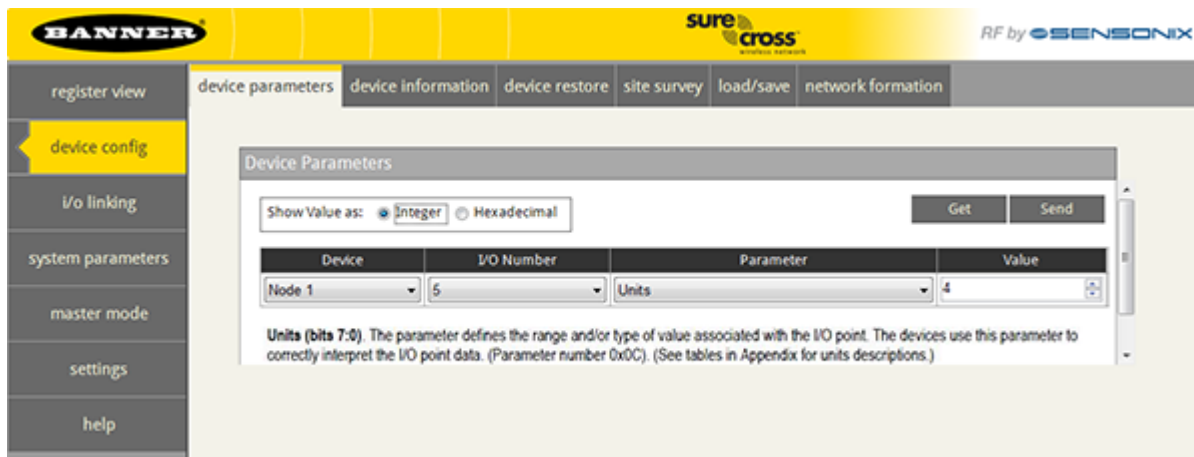 BANNER
sure cross
wireless network
RF by SENSONIX
register view
device config
i/o linking
system parameters
master mode
settings
help
device parameters device information device restore site survey load/save network formation
Device Parameters
Show Value as: Integer Hexadecimal
Get Send
Device I/O Number Parameter Value
Node 1 5 Units 4
Units (bits 7:0). The parameter defines the range and/or type of value associated with the I/O point. The devices use this parameter to
correctly interpret the I/O point data. (Parameter number 0x0C). (See tables in Appendix for units descriptions.)